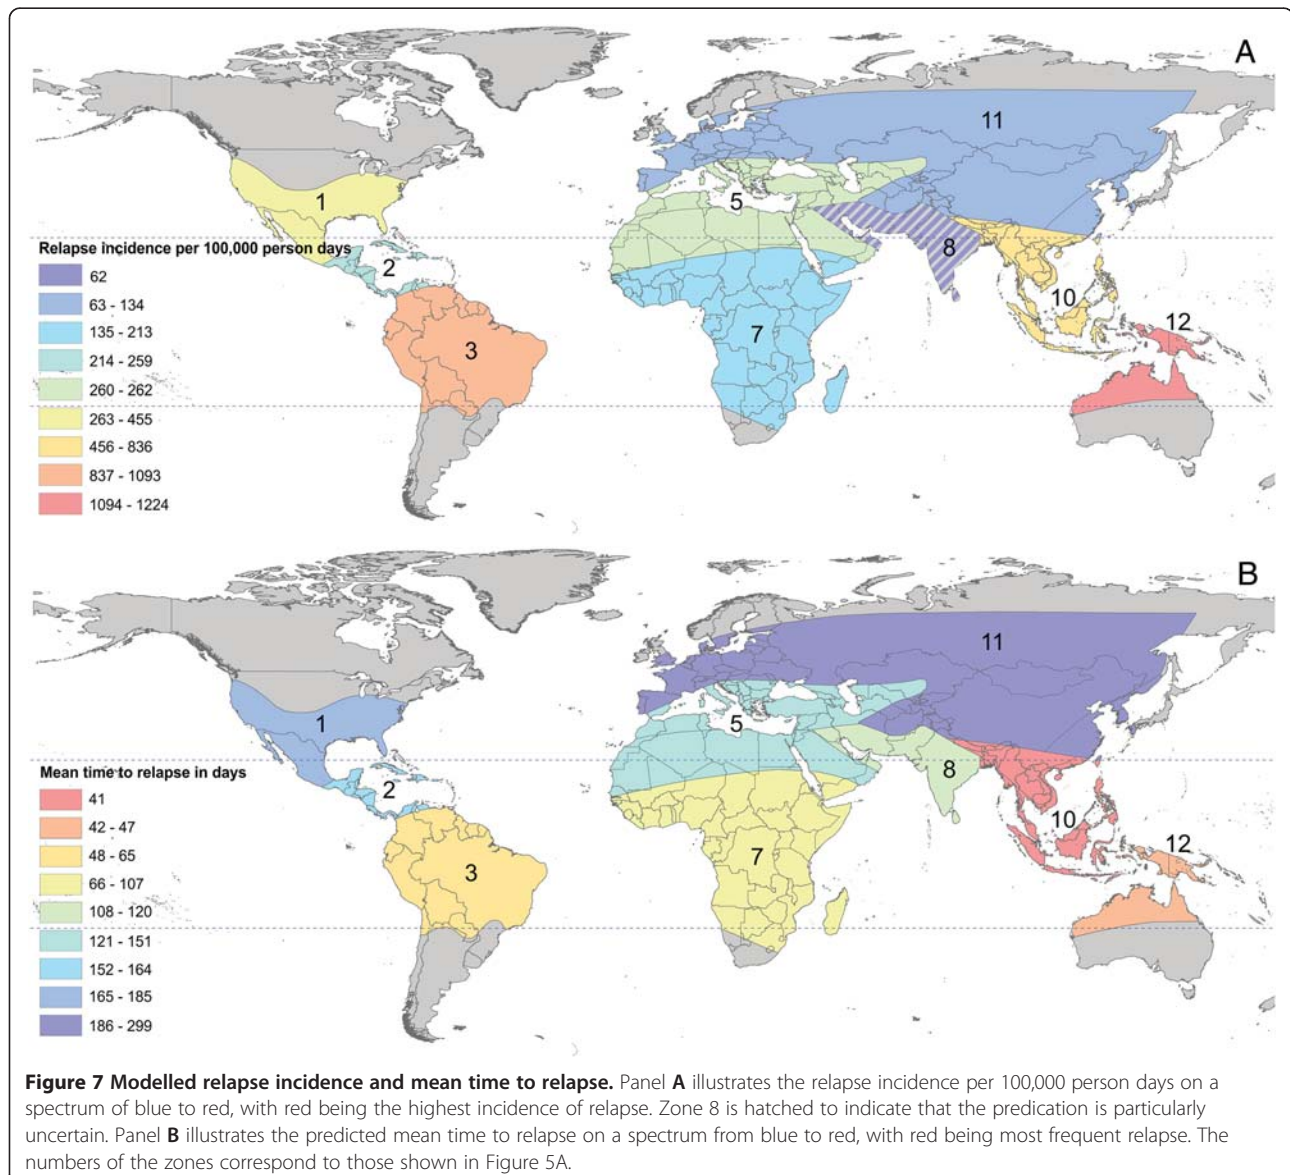 A
11
1
5
Relapse incidence per 100,000 person days
8
2
62
63 - 134
10
135 - 213
12
7
3
214 - 259
260 - 262
263 - 455
456 - 836
837 - 1093
1094 - 1224
B
11
1
5
Mean time to relapse in days
8
2
41
42 - 47
10
48 - 65
12
7
3
66 - 107
108 - 120
121 - 151
152 - 164
165 - 185
186 - 299
Figure 7 Modelled relapse incidence and mean time to relapse. Panel A illustrates the relapse incidence per 100,000 person days on a
spectrum of blue to red, with red being the highest incidence of relapse. Zone 8 is hatched to indicate that the predication is particularly
uncertain. Panel B illustrates the predicted mean time to relapse on a spectrum from blue to red, with red being most frequent relapse. The
numbers of the zones correspond to those shown in Figure 5A.